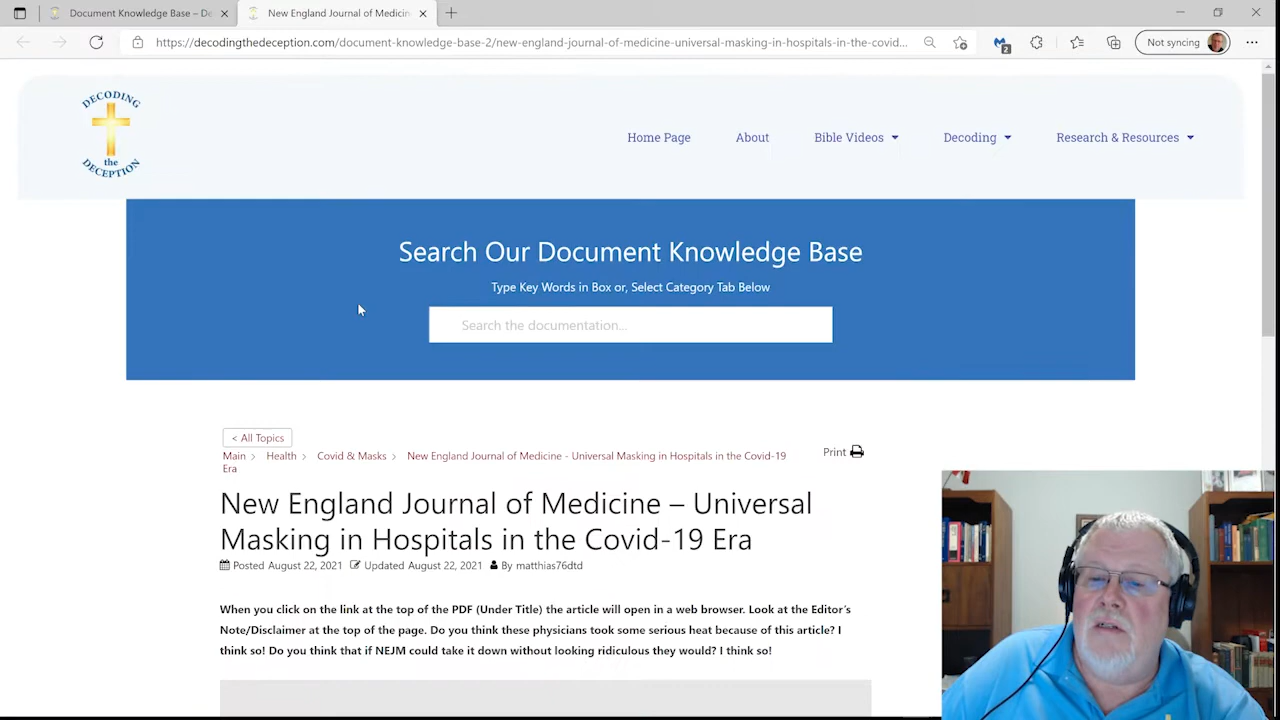 Document Knowledge Base – De
New England Journal of Medicin
https://decodingthedeception.com/document-knowledge-base-2/new-england-journal-of-medicine-universal-masking-in-hospitals-in-the-covid...
2
Not syncing
DECODING
the
DECEPTION
Home Page
About
Bible Videos
Decoding
Research & Resources
Search Our Document Knowledge Base
Type Key Words in Box or, Select Category Tab Below
Search the documentation...
< All Topics
Main > Health > Covid & Masks > New England Journal of Medicine - Universal Masking in Hospitals in the Covid-19
Era
Print
New England Journal of Medicine – Universal
Masking in Hospitals in the Covid-19 Era
Posted August 22, 2021 Updated August 22, 2021 By matthias76dtd
When you click on the link at the top of the PDF (Under Title) the article will open in a web browser. Look at the Editor's
Note/Disclaimer at the top of the page. Do you think these physicians took some serious heat because of this article? I
think so! Do you think that if NEJM could take it down without looking ridiculous they would? I think so!